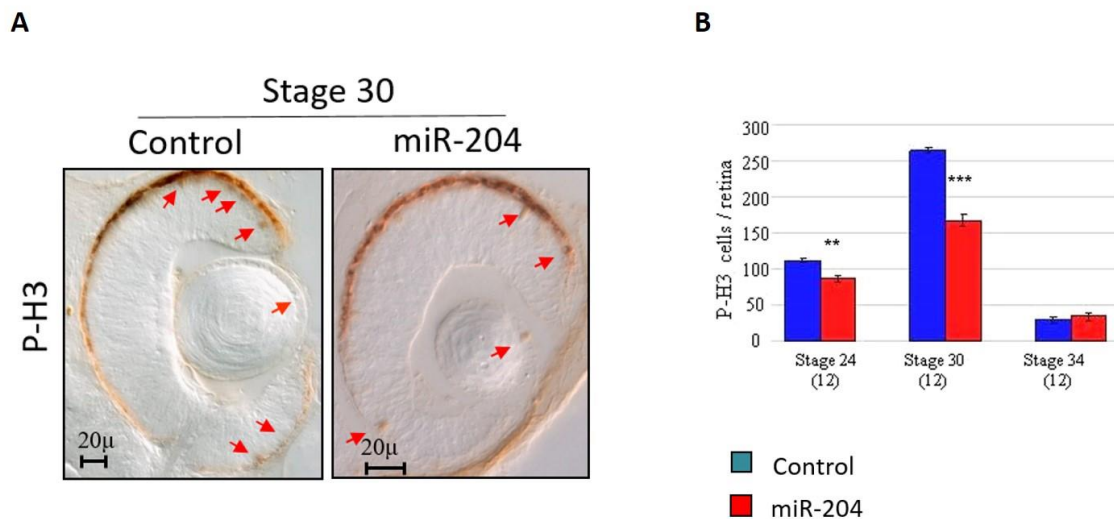 A
Stage 30
Control miR-204
P-H3
20µ
20µ
B
P-H3 cells / retina
300
250
200
150
100
50
0
**
***
Stage 24
(12)
Stage 30
(12)
Stage 34
(12)
Control
miR-204